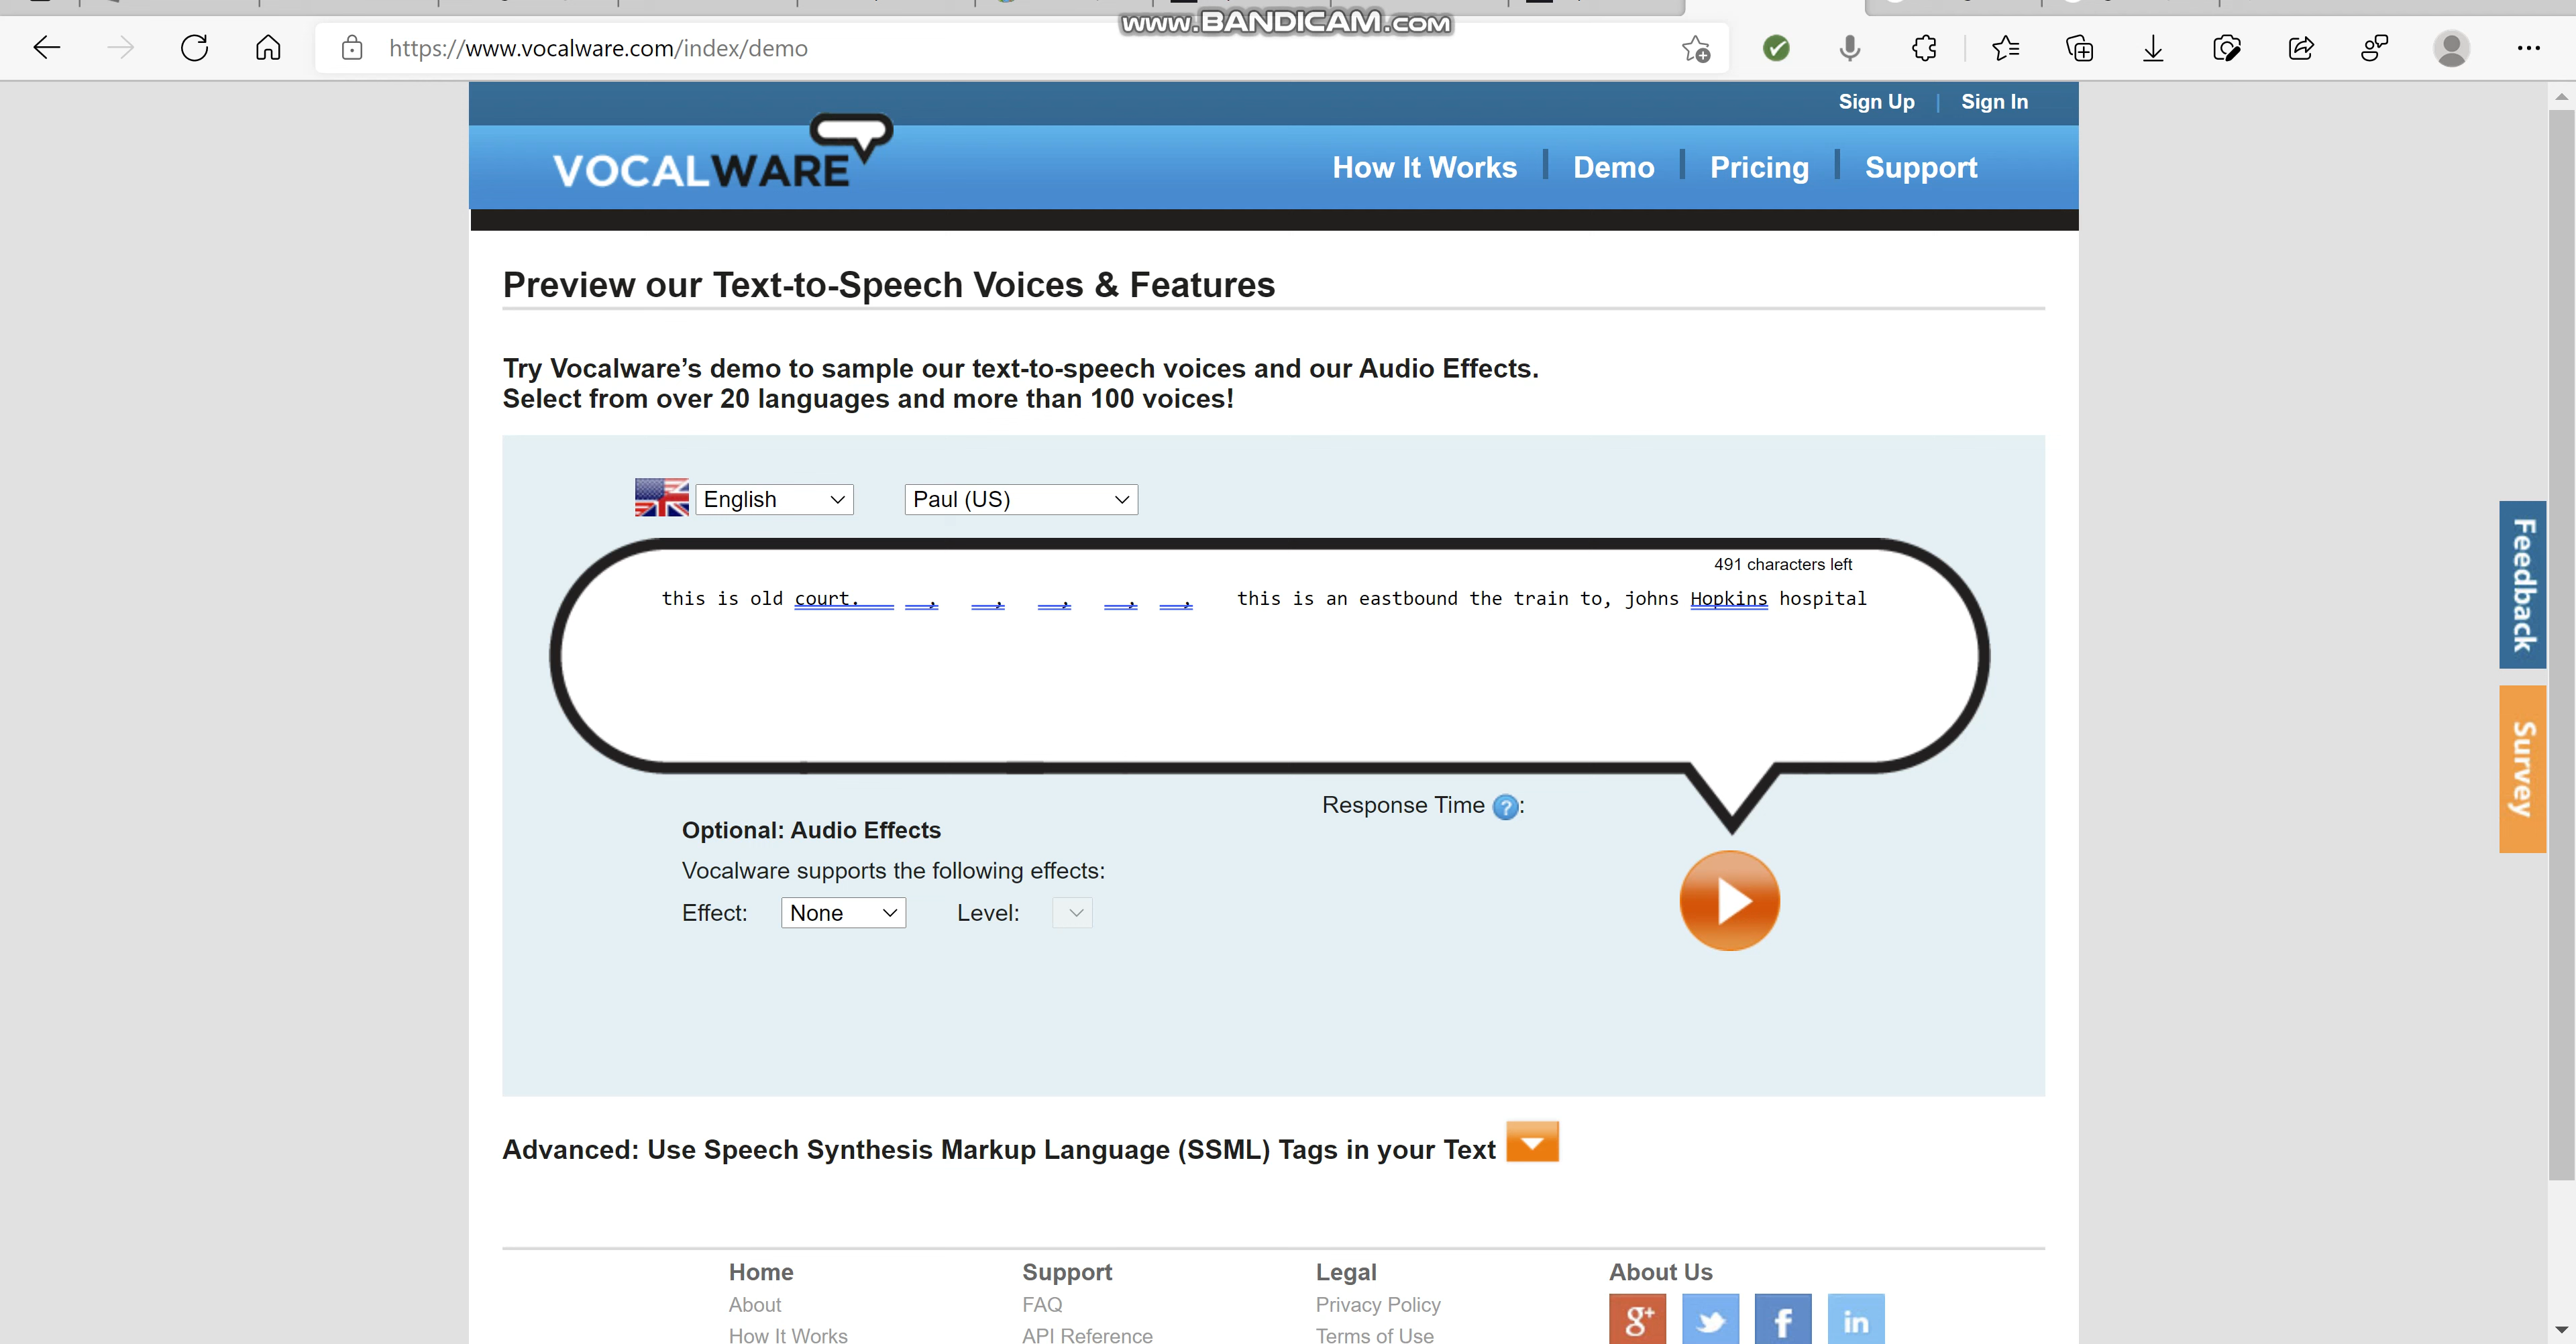 www.BANDICAM.com
https://www.vocalware.com/index/demo
Sign Up | Sign In
VOCALWARE
How It Works | Demo | Pricing | Support
Preview our Text-to-Speech Voices & Features
Try Vocalware’s demo to sample our text-to-speech voices and our Audio Effects.
Select from over 20 languages and more than 100 voices!
English
Paul (US)
491 characters left
this is old court. , , , , , this is an eastbound the train to, johns Hopkins hospital
Response Time ? :
Optional: Audio Effects
Vocalware supports the following effects:
Effect: None Level:
Feedback
Survey
Advanced: Use Speech Synthesis Markup Language (SSML) Tags in your Text
Home Support Legal About Us
About FAQ Privacy Policy
How It Works API Reference Terms of Use
g+ f in